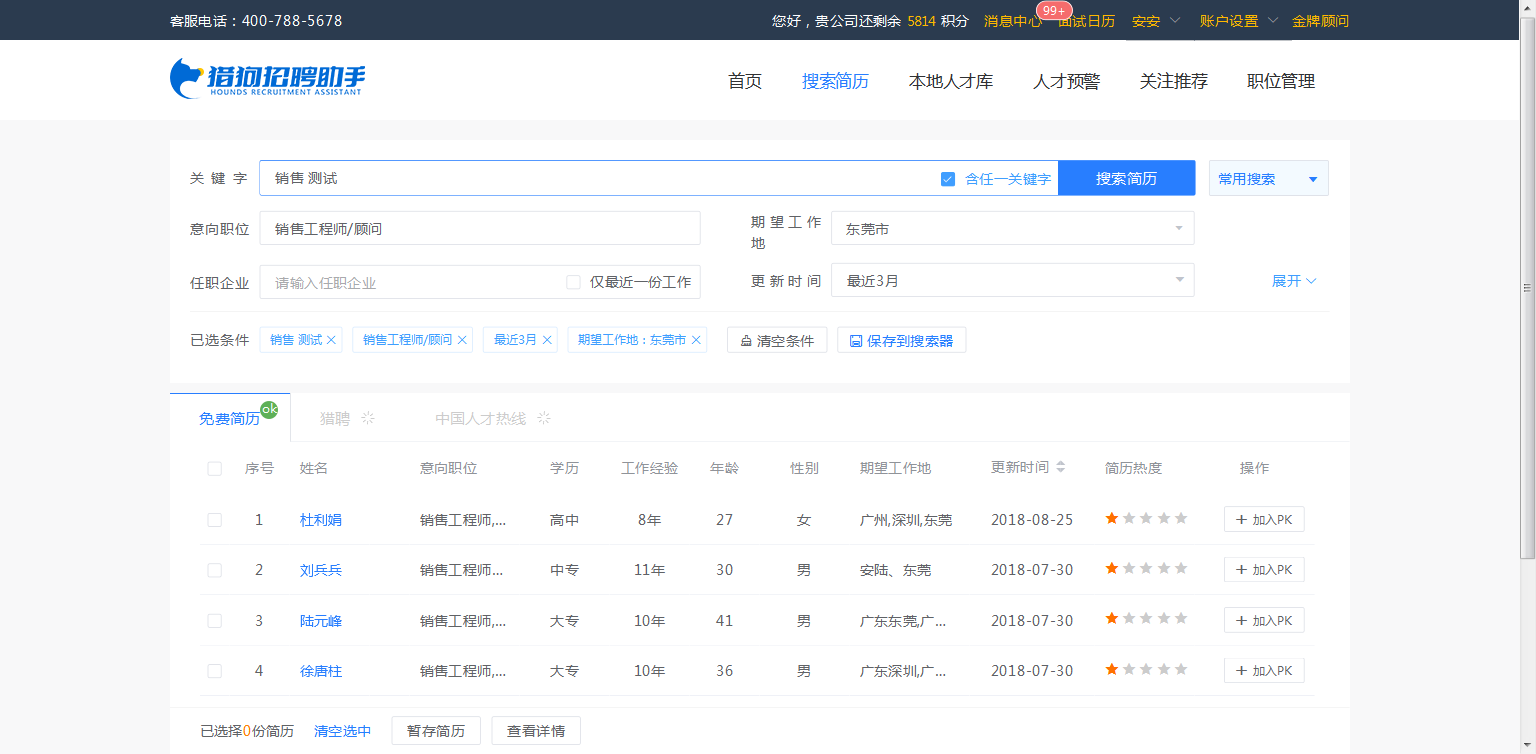 客服电话：400-788-5678
您好，贵公司还剩余 5814 积分 消息中心 99+ 面试日历 安安 账户设置 金牌顾问
猎狗招聘助手
HOUNDS RECRUITMENT ASSISTANT
首页 搜索简历 本地人才库 人才预警 关注推荐 职位管理
关 键 字 销售 测试 含任一关键字 搜索简历 常用搜索
意向职位 销售工程师/顾问 期望工作地 东莞市
任职企业 请输入任职企业 仅最近一份工作 更新时间 最近3月 展开
已选条件 销售 测试 × 销售工程师/顾问 × 最近3月 × 期望工作地：东莞市 × 清空条件 保存到搜索器
免费简历 ok 猎聘 中国人才热线
序号 姓名 意向职位 学历 工作经验 年龄 性别 期望工作地 更新时间 简历热度 操作
1 杜利娟 销售工程师,... 高中 8年 27 女 广州,深圳,东莞 2018-08-25 + 加入PK
2 刘兵兵 销售工程师... 中专 11年 30 男 安陆、东莞 2018-07-30 + 加入PK
3 陆元峰 销售工程师,... 大专 10年 41 男 广东东莞,广... 2018-07-30 + 加入PK
4 徐唐柱 销售工程师,... 大专 10年 36 男 广东深圳,广... 2018-07-30 + 加入PK
已选择0份简历 清空选中 暂存简历 查看详情